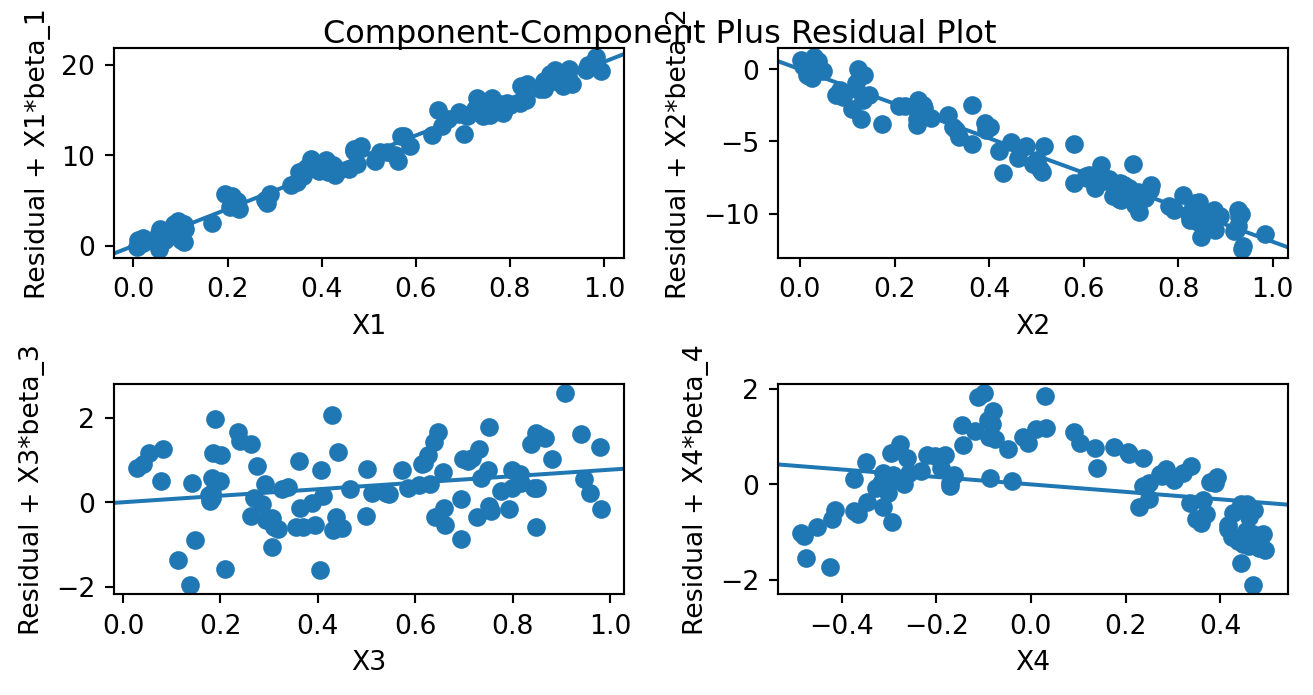 Component-Component Plus Residual Plot
Residual + X1*beta_1
20
10
0
0.0 0.2 0.4 0.6 0.8 1.0
X1
Residual + X2*beta_2
0
−5
−10
0.0 0.2 0.4 0.6 0.8 1.0
X2
Residual + X3*beta_3
2
0
−2
0.0 0.2 0.4 0.6 0.8 1.0
X3
Residual + X4*beta_4
2
0
−2
−0.4 −0.2 0.0 0.2 0.4
X4